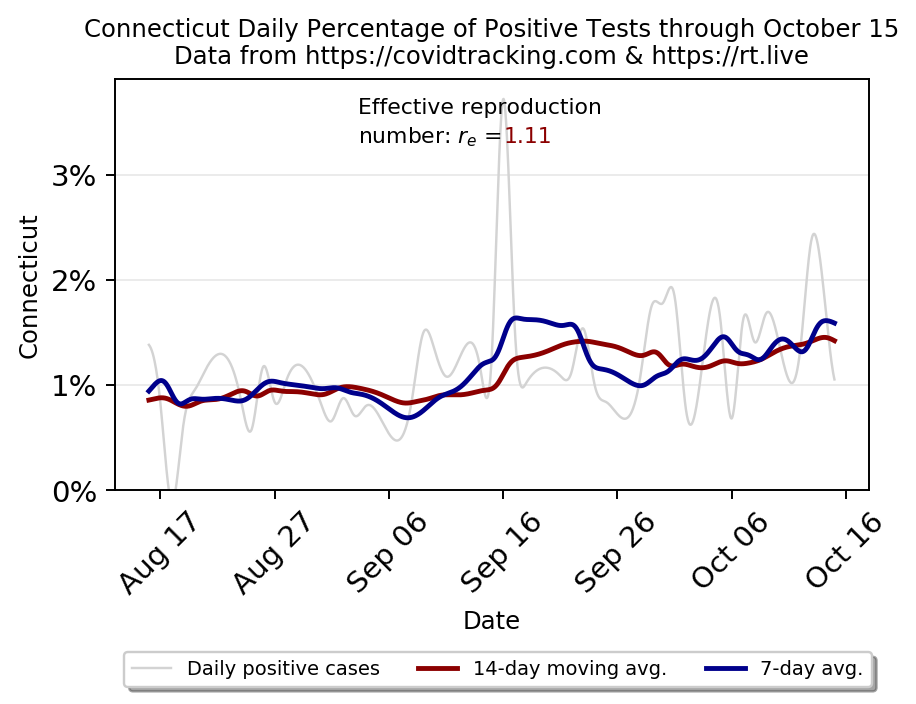 Connecticut Daily Percentage of Positive Tests through October 15
Data from https://covidtracking.com & https://rt.live
Effective reproduction
number: rₑ =1.11
3%
2%
1%
0%
Connecticut
Aug 17
Aug 27
Sep 06
Sep 16
Sep 26
Oct 06
Oct 16
Date
Daily positive cases
14-day moving avg.
7-day avg.